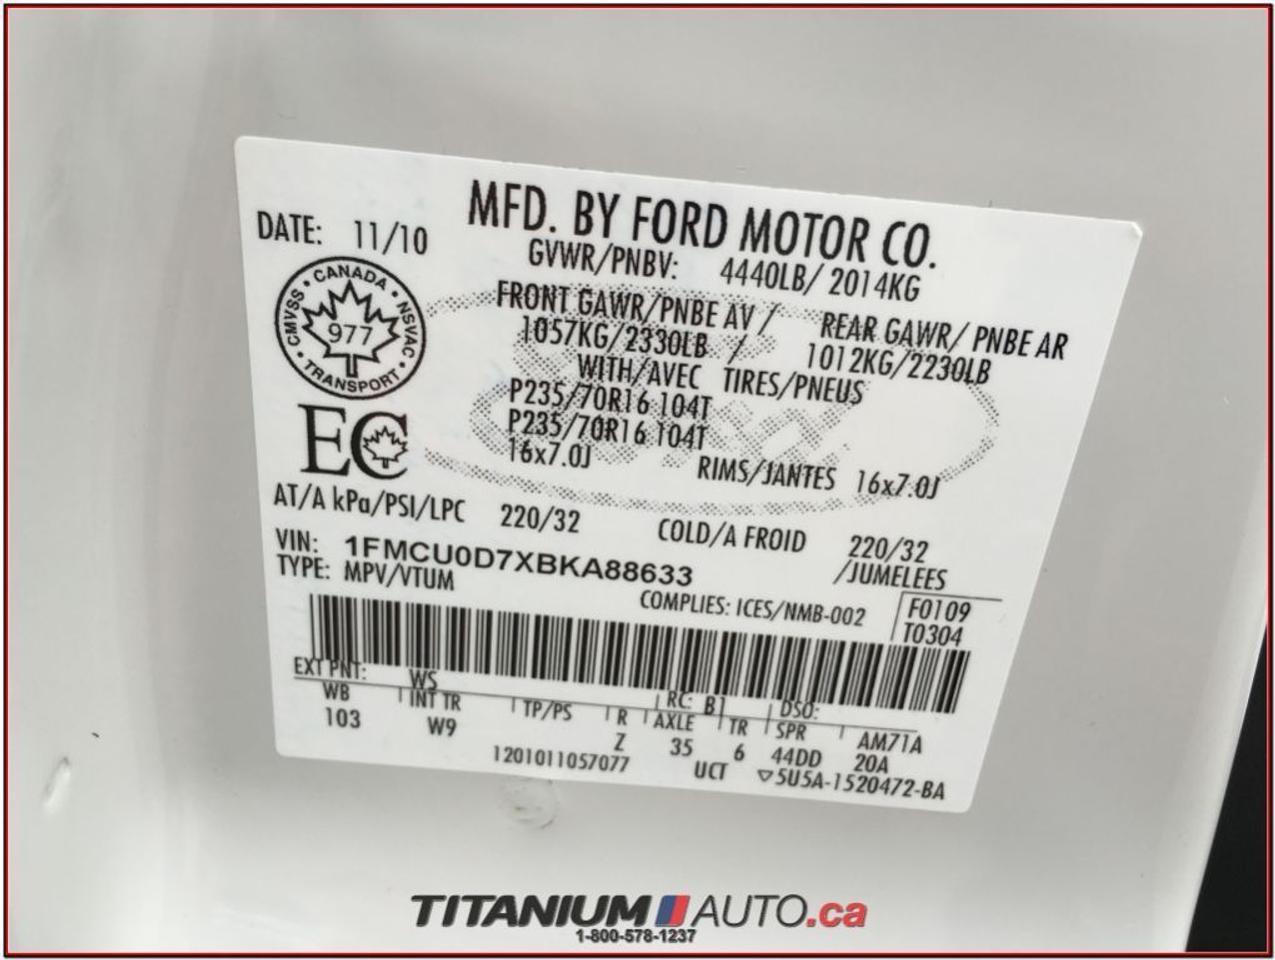 MFD. BY FORD MOTOR CO.
DATE: 11/10
GVWR/PNBV: 4440LB/ 2014KG
CANADA
CMVSS
NSVAC
977
TRANSPORT
FRONT GAWR/PNBE AV / REAR GAWR/ PNBE AR
1057KG/2330LB / 1012KG/2230LB
WITH/AVEC TIRES/PNEUS
P235/70R16 104T
P235/70R16 104T
EC
16x7.0J RIMS/JANTES 16x7.0J
AT/A kPa/PSI/LPC 220/32 COLD/A FROID 220/32
VIN: 1FMCU0D7XBKA88633 /JUMELEES
TYPE: MPV/VTUM
COMPLIES: ICES/NMB-002 F0109
T0304
EXT PNT: WS RC: B1 DSO:
WB INT TR TP/PS R AXLE TR SPR AM71A
103 W9 Z 35 6 44DD 20A
1201011057077 UCT 5U5A-1520472-BA
TITANIUM AUTO.ca
1-800-578-1237